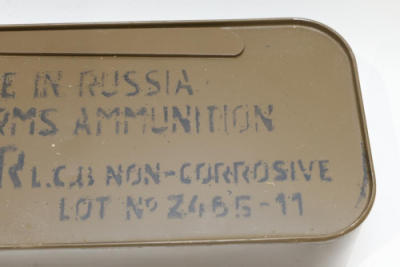 E IN RUSSIA
RMS AMMUNITION
R L.C.B NON-CORROSIVE
LOT Nº 2465-11